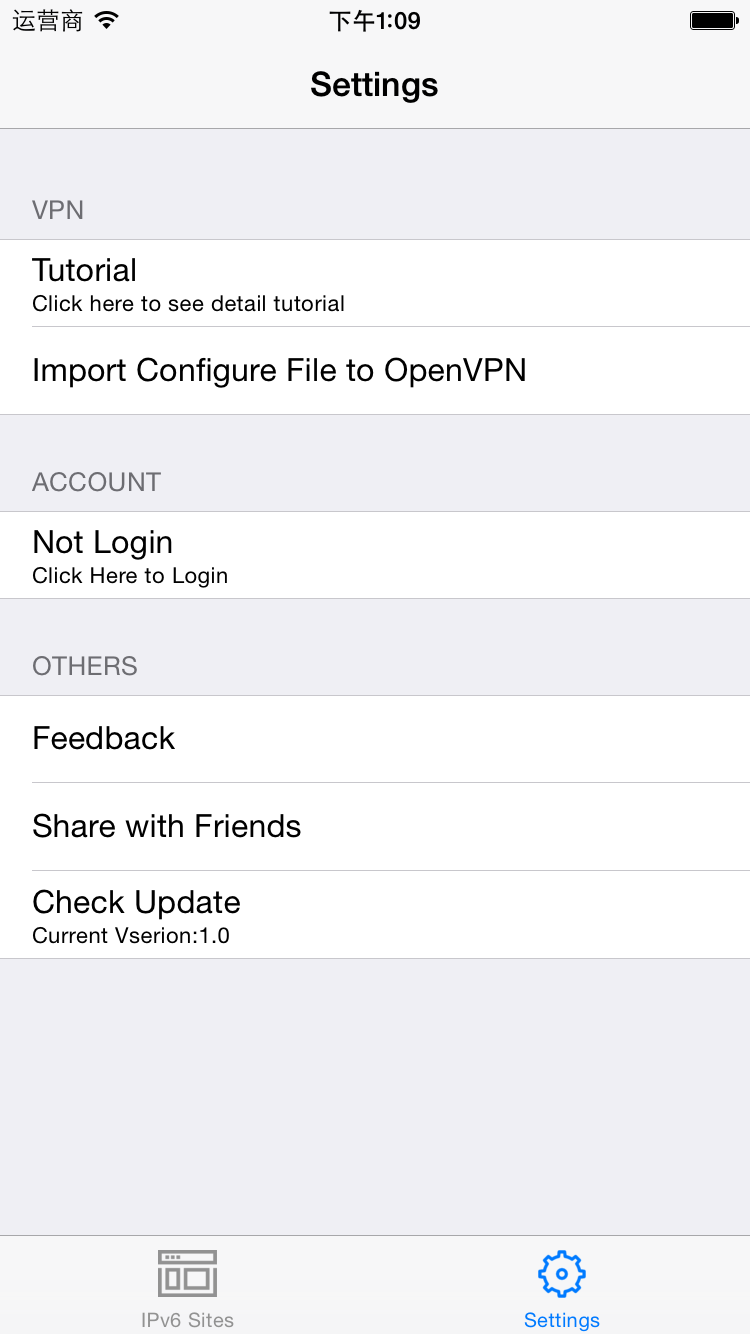 运营商
下午1:09
Settings
VPN
Tutorial
Click here to see detail tutorial
Import Configure File to OpenVPN
ACCOUNT
Not Login
Click Here to Login
OTHERS
Feedback
Share with Friends
Check Update
Current Vserion:1.0
IPv6 Sites
Settings